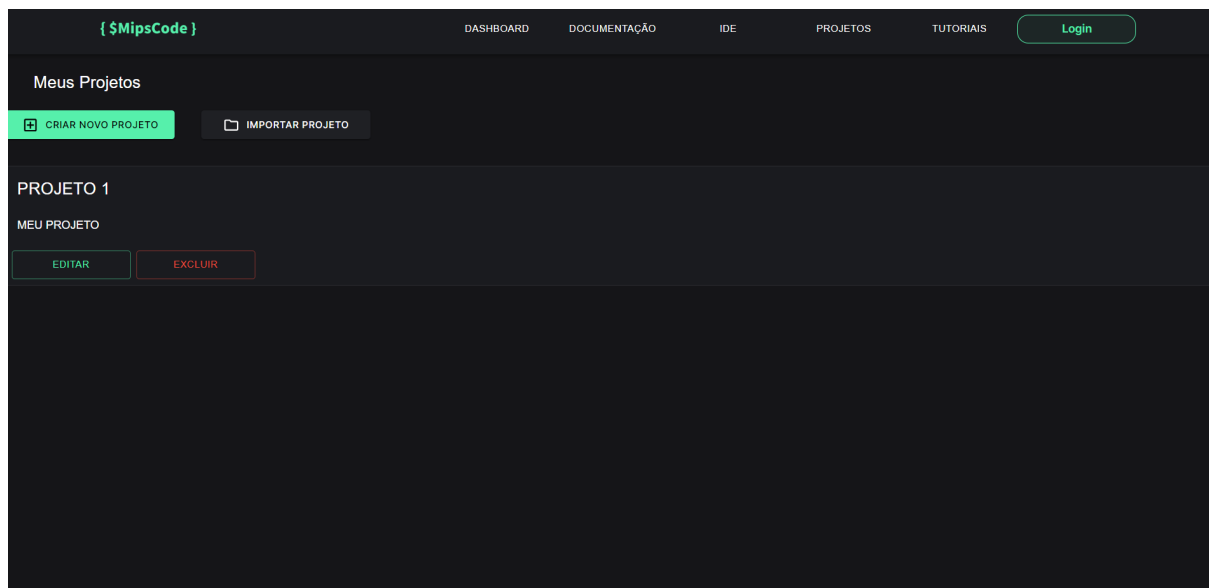 { $MipsCode } DASHBOARD DOCUMENTAÇÃO IDE PROJETOS TUTORIAIS Login
Meus Projetos
CRIAR NOVO PROJETO IMPORTAR PROJETO
PROJETO 1
MEU PROJETO
EDITAR EXCLUIR